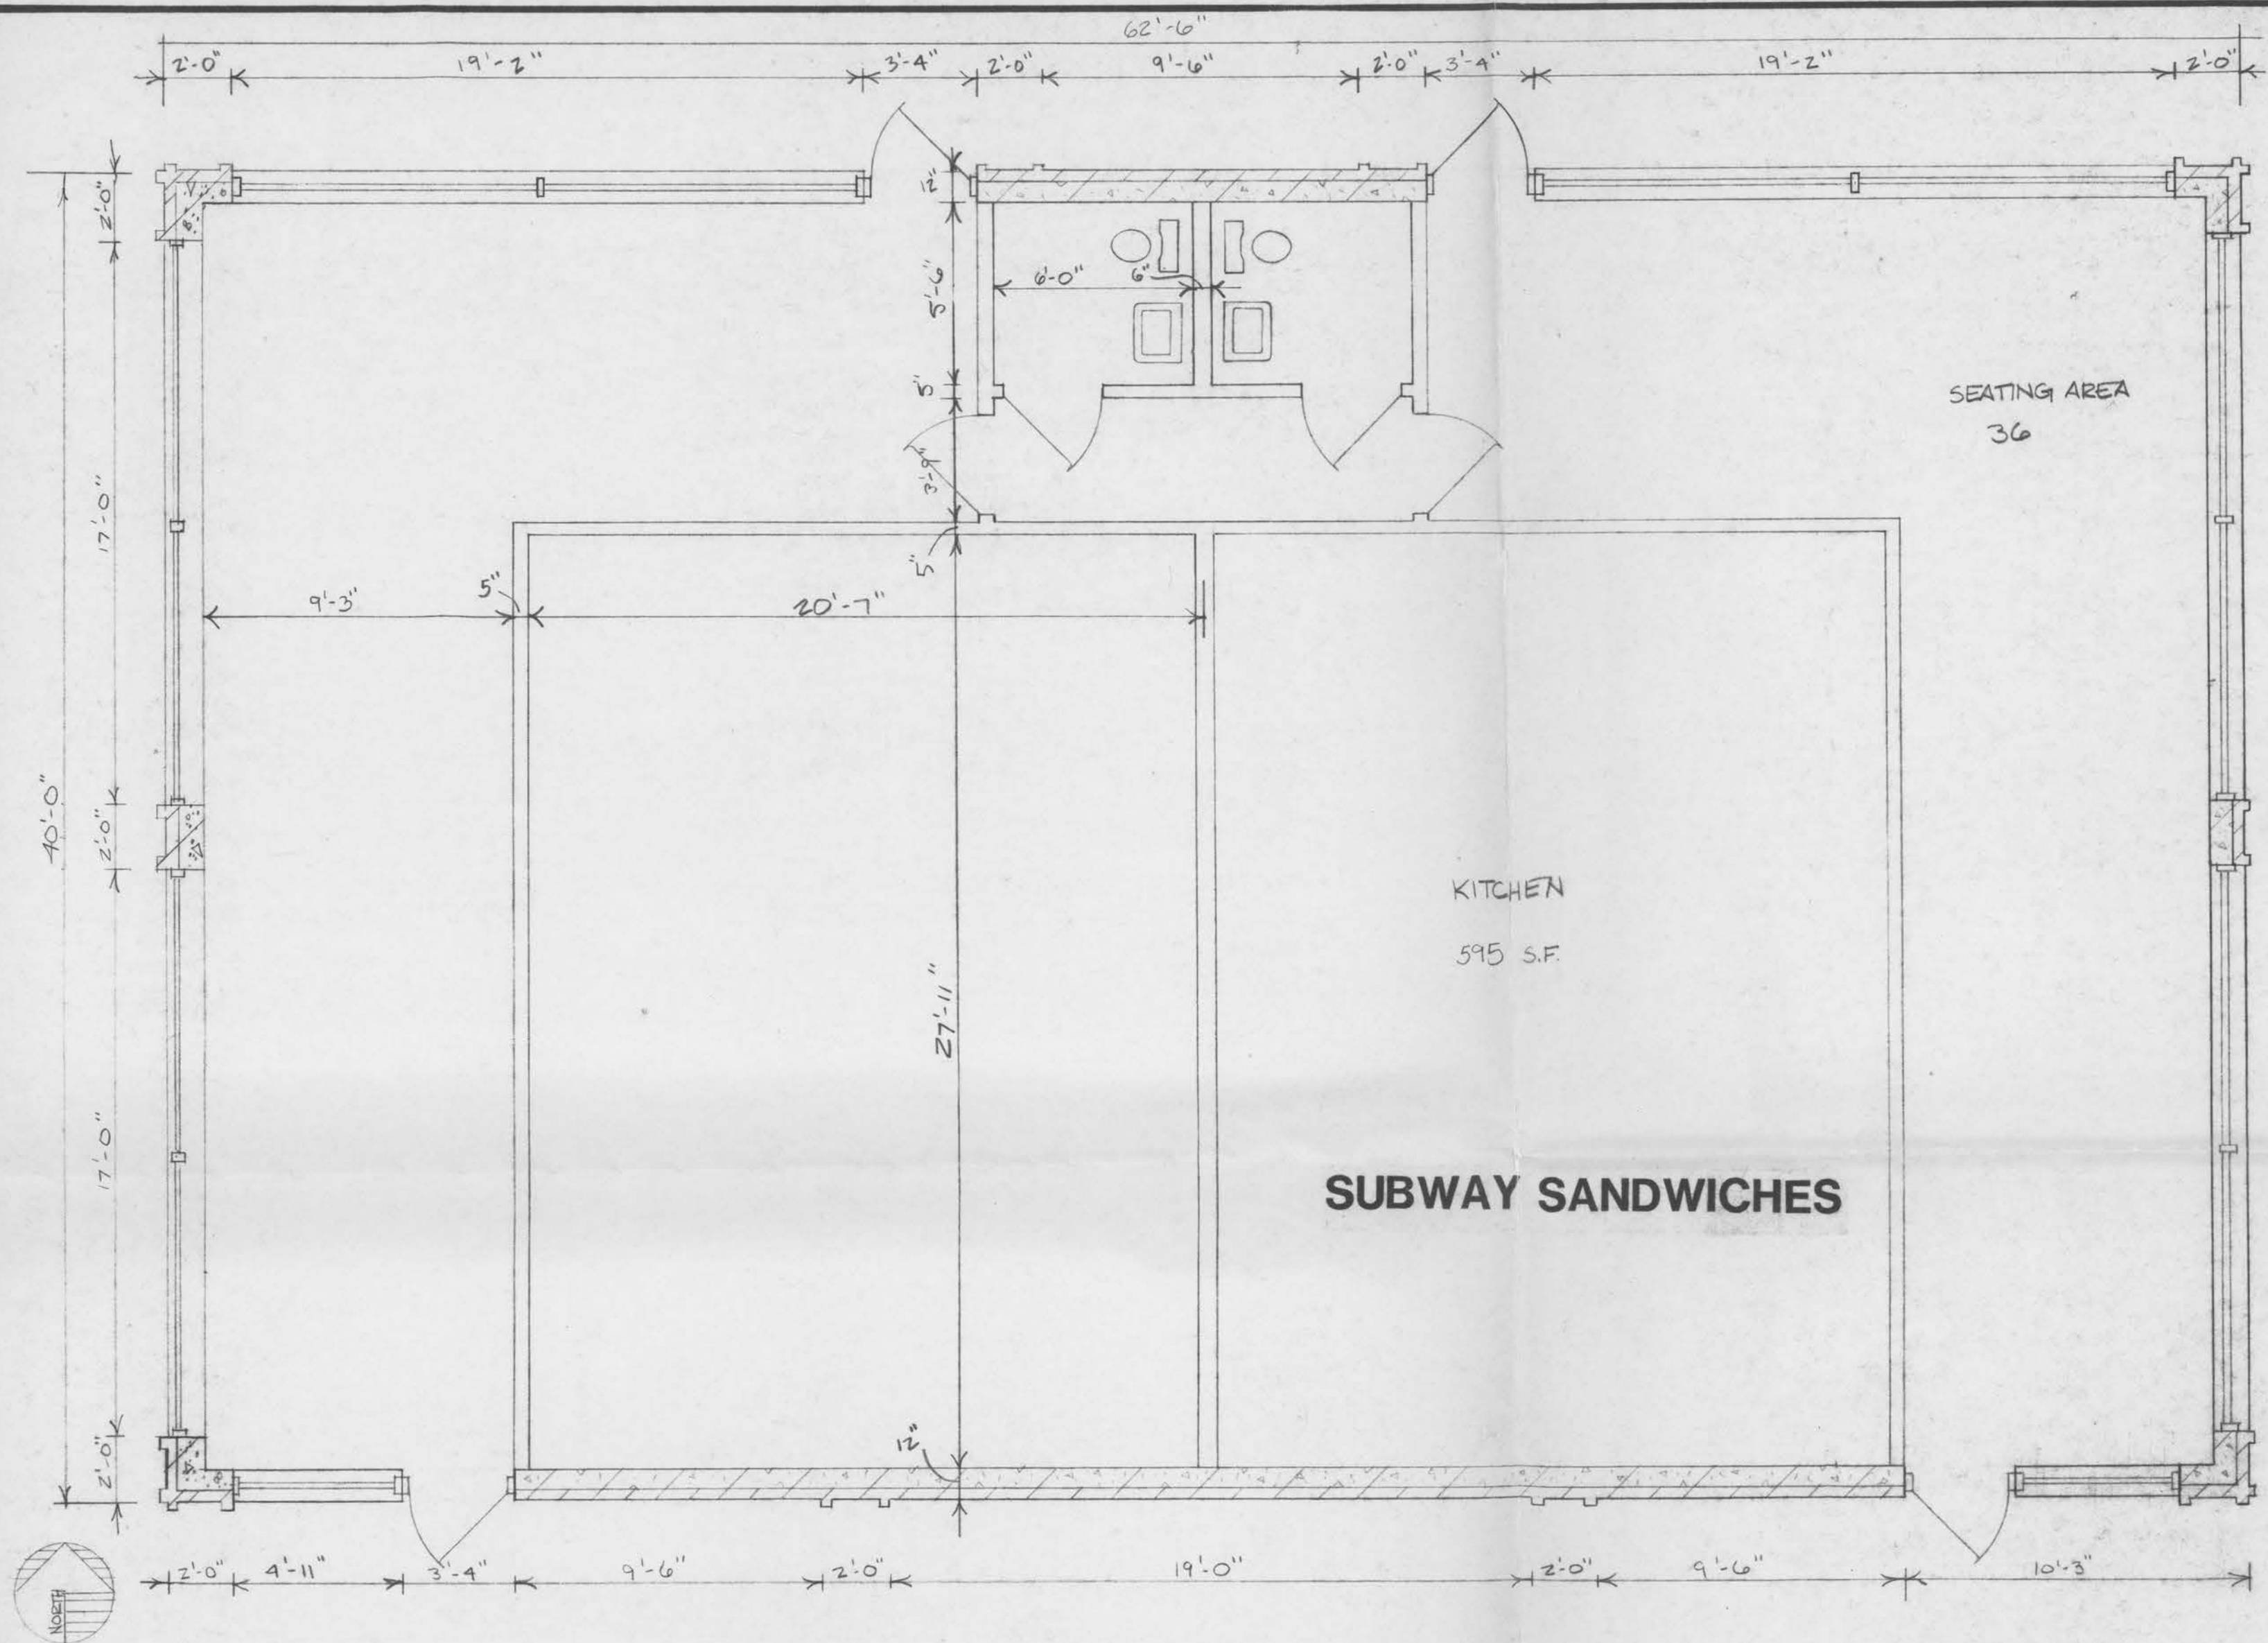 62'-6"
2'-0" 19'-2" 3'-4" 2'-0" 9'-6" 2'-0" 3'-4" 19'-2" 2'-0"
2'-0"
12"
6'-0" 6"
5'-6"
5"
SEATING AREA
36
3'-9"
17'-0"
5"
9'-3" 5" 20'-7"
40'-0"
2'-0"
KITCHEN
595 S.F.
27'-11"
17'-0"
SUBWAY SANDWICHES
12"
2'-0"
2'-0" 4'-11" 3'-4" 9'-6" 2'-0" 19'-0" 2'-0" 9'-6" 10'-3"
NORTH